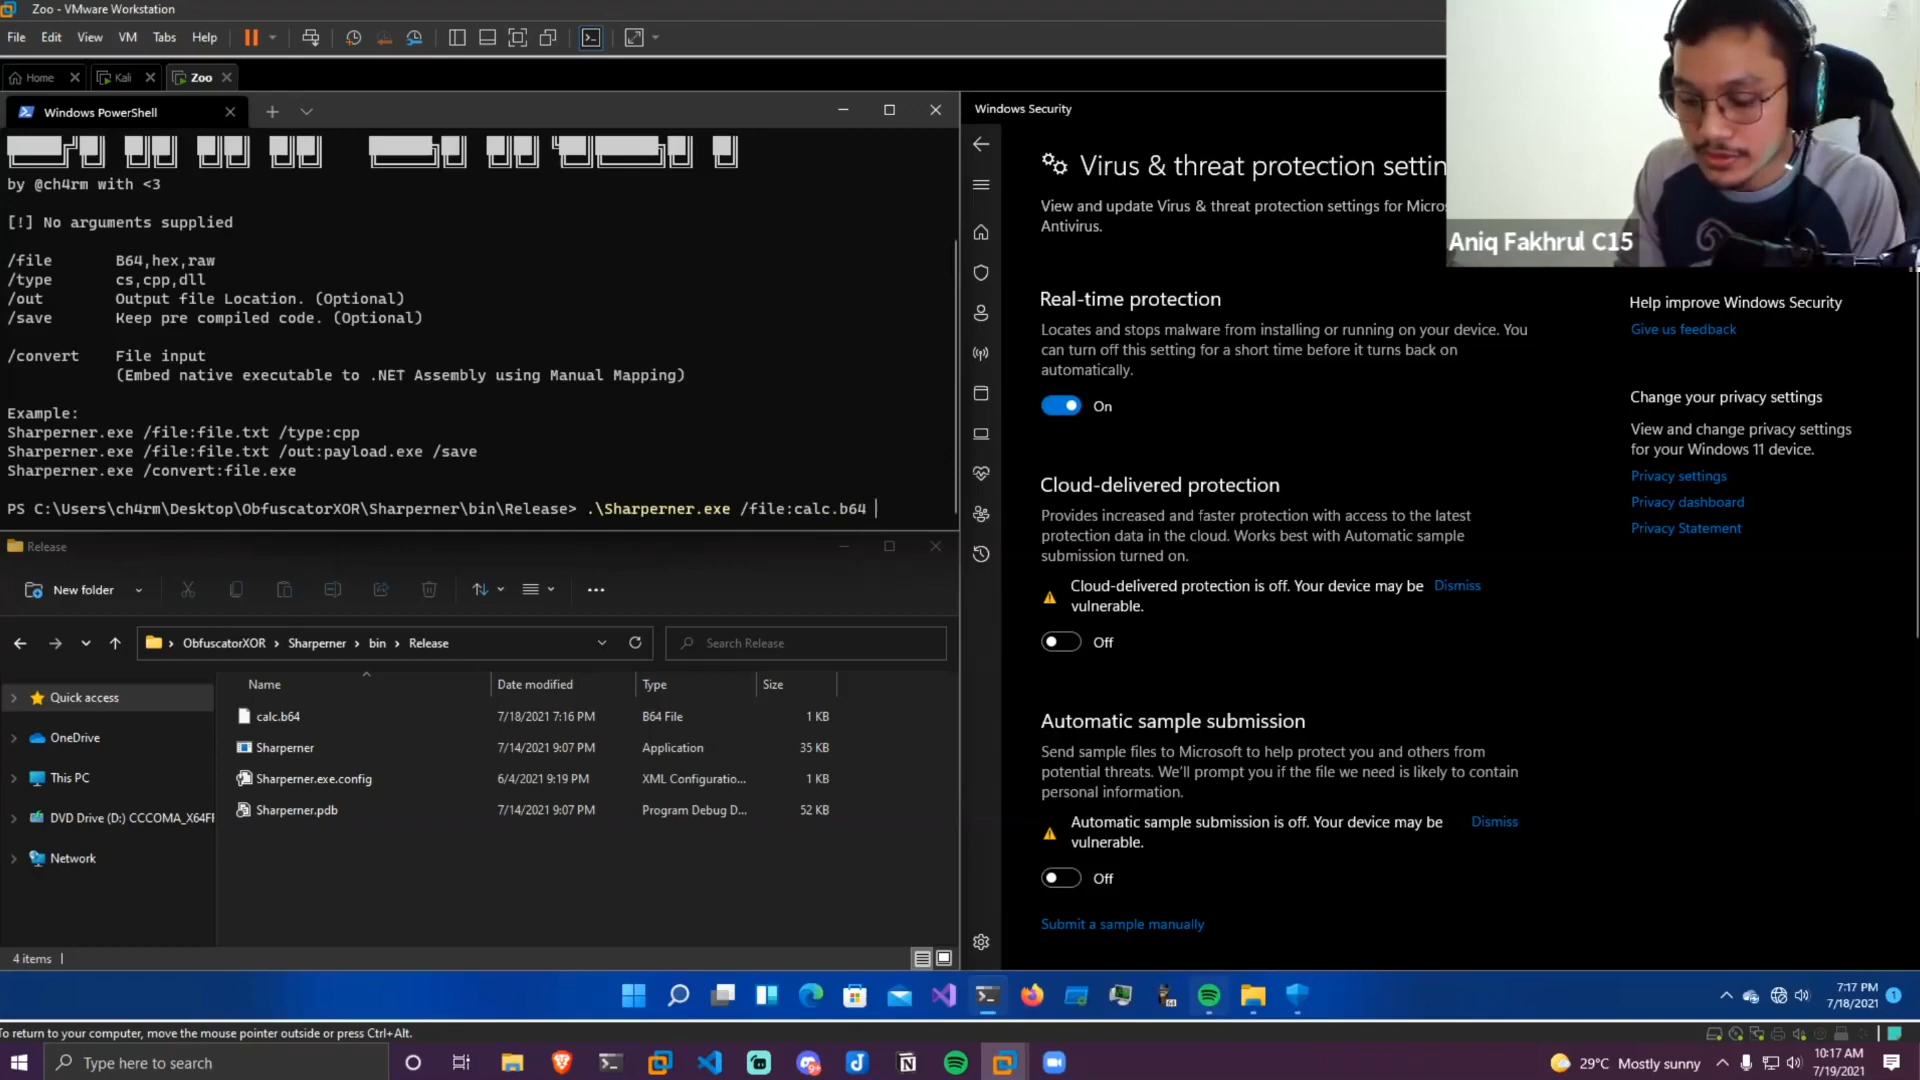 Zoo - VMware Workstation
File Edit View VM Tabs Help
Home
Kali
Zoo
Windows PowerShell
by @ch4rm with <3
[!] No arguments supplied
/file B64,hex,raw
/type cs,cpp,dll
/out Output file Location. (Optional)
/save Keep pre compiled code. (Optional)
/convert File input
(Embed native executable to .NET Assembly using Manual Mapping)
Example:
Sharperner.exe /file:file.txt /type:cpp
Sharperner.exe /file:file.txt /out:payload.exe /save
Sharperner.exe /convert:file.exe
PS C:\Users\ch4rm\Desktop\ObfuscatorXOR\Sharperner\bin\Release> .\Sharperner.exe /file:calc.b64
Release
New folder
ObfuscatorXOR › Sharperner › bin › Release
Search Release
Name Date modified Type Size
calc.b64 7/18/2021 7:16 PM B64 File 1 KB
Sharperner 7/14/2021 9:07 PM Application 35 KB
Sharperner.exe.config 6/4/2021 9:19 PM XML Configuratio... 1 KB
Sharperner.pdb 7/14/2021 9:07 PM Program Debug D... 52 KB
Quick access
OneDrive
This PC
DVD Drive (D:) CCCOMA_X64FR
Network
4 items
Windows Security
Virus & threat protection settin
View and update Virus & threat protection settings for Micros
Antivirus.
Real-time protection
Locates and stops malware from installing or running on your device. You
can turn off this setting for a short time before it turns back on
automatically.
On
Cloud-delivered protection
Provides increased and faster protection with access to the latest
protection data in the cloud. Works best with Automatic sample
submission turned on.
Cloud-delivered protection is off. Your device may be
vulnerable.
Dismiss
Off
Automatic sample submission
Send sample files to Microsoft to help protect you and others from
potential threats. We'll prompt you if the file we need is likely to contain
personal information.
Automatic sample submission is off. Your device may be
vulnerable.
Dismiss
Off
Submit a sample manually
Aniq Fakhrul C15
Help improve Windows Security
Give us feedback
Change your privacy settings
View and change privacy settings
for your Windows 11 device.
Privacy settings
Privacy dashboard
Privacy Statement
7:17 PM
7/18/2021
1
To return to your computer, move the mouse pointer outside or press Ctrl+Alt.
Type here to search
29°C Mostly sunny
10:17 AM
7/19/2021